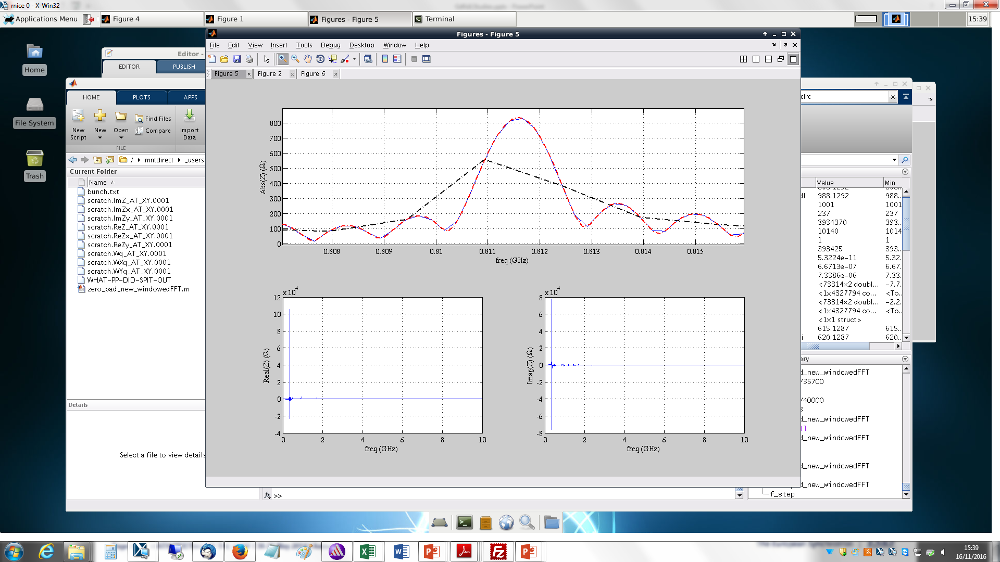 rnice 0 - X-Win32
Applications Menu
Figure 4
Figure 1
Figures - Figure 5
Terminal
15:39
Home
File System
Trash
Editor -
EDITOR
PUBLISH
HOME
PLOTS
APPS
New Script
New
Open
Find Files
Compare
Import Data
FILE
/ mntdirect _users
Current Folder
Name
bunch.txt
scratch.ImZ_AT_XY.0001
scratch.ImZx_AT_XY.0001
scratch.ImZy_AT_XY.0001
scratch.ReZ_AT_XY.0001
scratch.ReZx_AT_XY.0001
scratch.ReZy_AT_XY.0001
scratch.Wq_AT_XY.0001
scratch.WXq_AT_XY.0001
scratch.WYq_AT_XY.0001
WHAT-PP-DID-SPIT-OUT
zero_pad_new_windowedFFT.m
Details
Select a file to view details
Figures - Figure 5
File Edit View Insert Tools Debug Desktop Window Help
Figure 5
Figure 2
Figure 6
800
700
600
500
400
300
200
100
0
Abs(Z) (Ω)
0.808 0.809 0.81 0.811 0.812 0.813 0.814 0.815
freq (GHz)
x 10^4
12
10
8
6
4
2
0
-2
-4
Real(Z) (Ω)
0 2 4 6 8 10
freq (GHz)
x 10^4
8
6
4
2
0
-2
-4
-6
-8
Imag(Z) (Ω)
0 2 4 6 8 10
freq (GHz)
fx >>
circ
Value Min
988.1292 988..
1001 1001
237 237
3934370 393..
10140 1014
1 1
393425 393..
5.3224e-11 5.32..
6.6713e-07 6.67..
7.3386e-06 7.33..
<73314x2 doubl... -7.7..
<1x4327794 co... <To..
<73314x2 doubl... -2.2..
<1x4327794 co... <To..
<1x1 struct>
615.1287 615..
620.1287 620..
ry
d_new_windowedFFT
/35700
/40000
d_new_windowedFFT
d_new_windowedFFT
d_new_windowedFFT
d_new_windowedFFT
f_step
15:39
16/11/2016